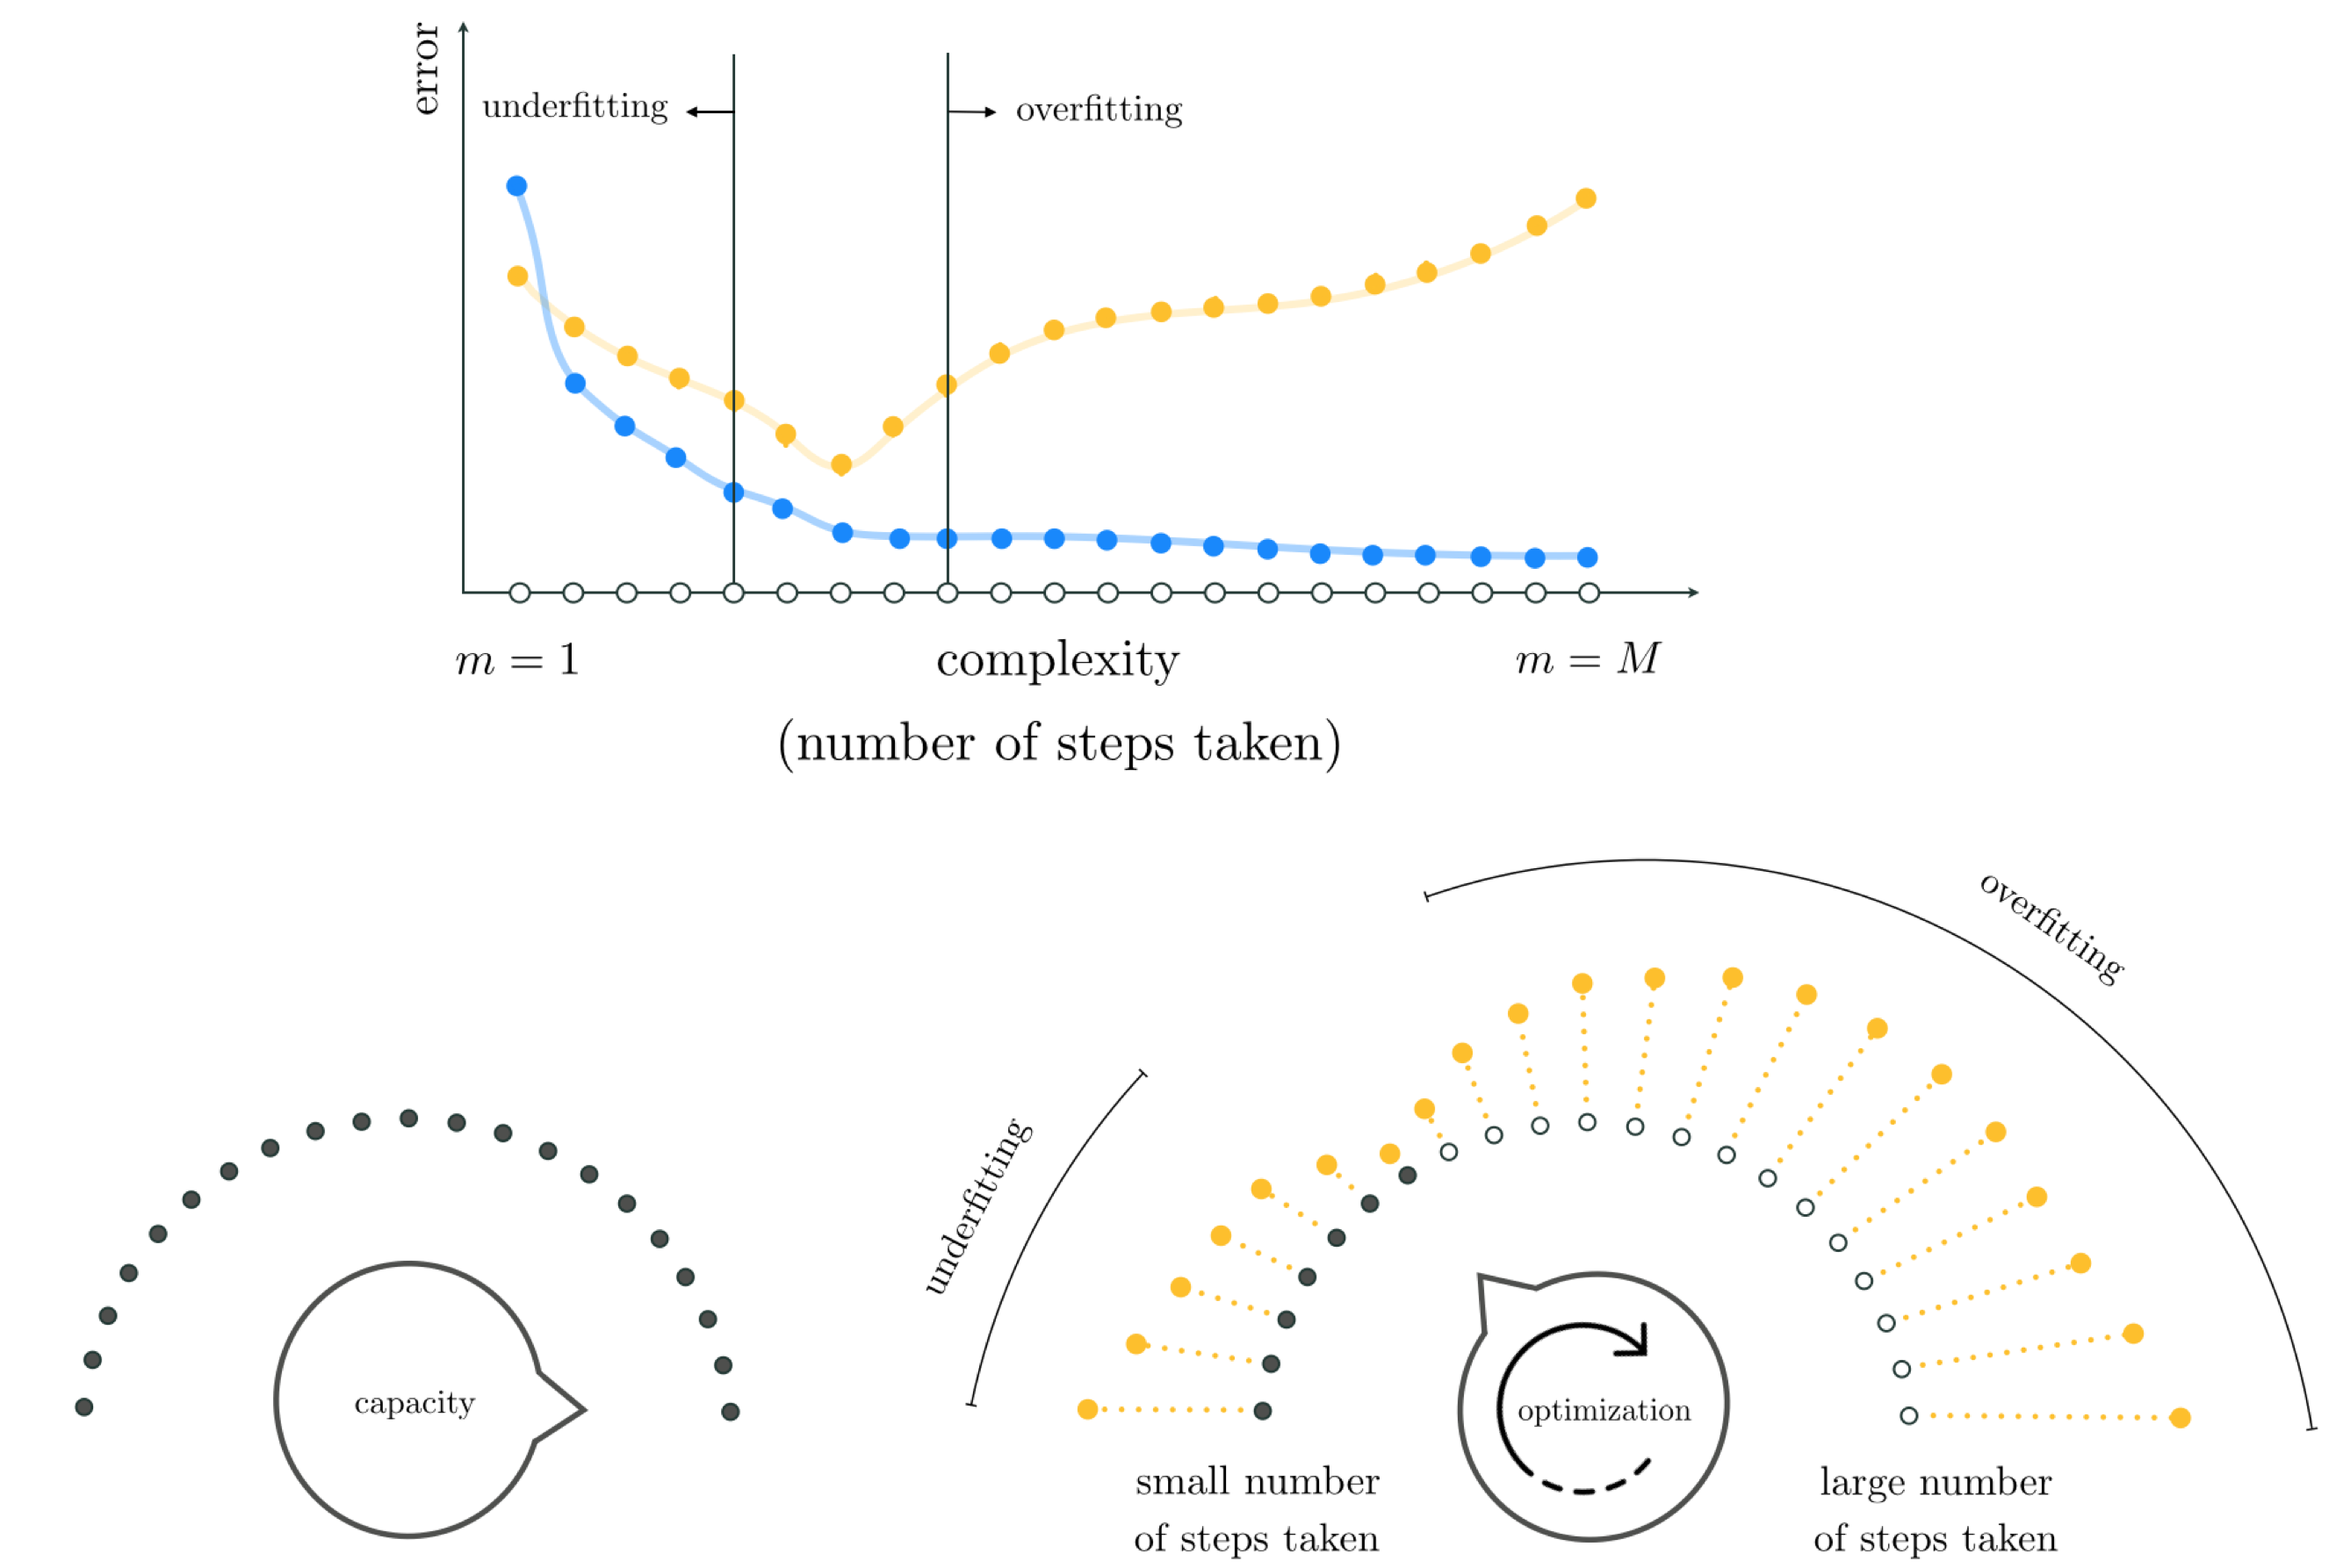 error
underfitting
overfitting
m = 1
complexity
m = M
(number of steps taken)
overfitting
underfitting
capacity
optimization
small number
of steps taken
large number
of steps taken